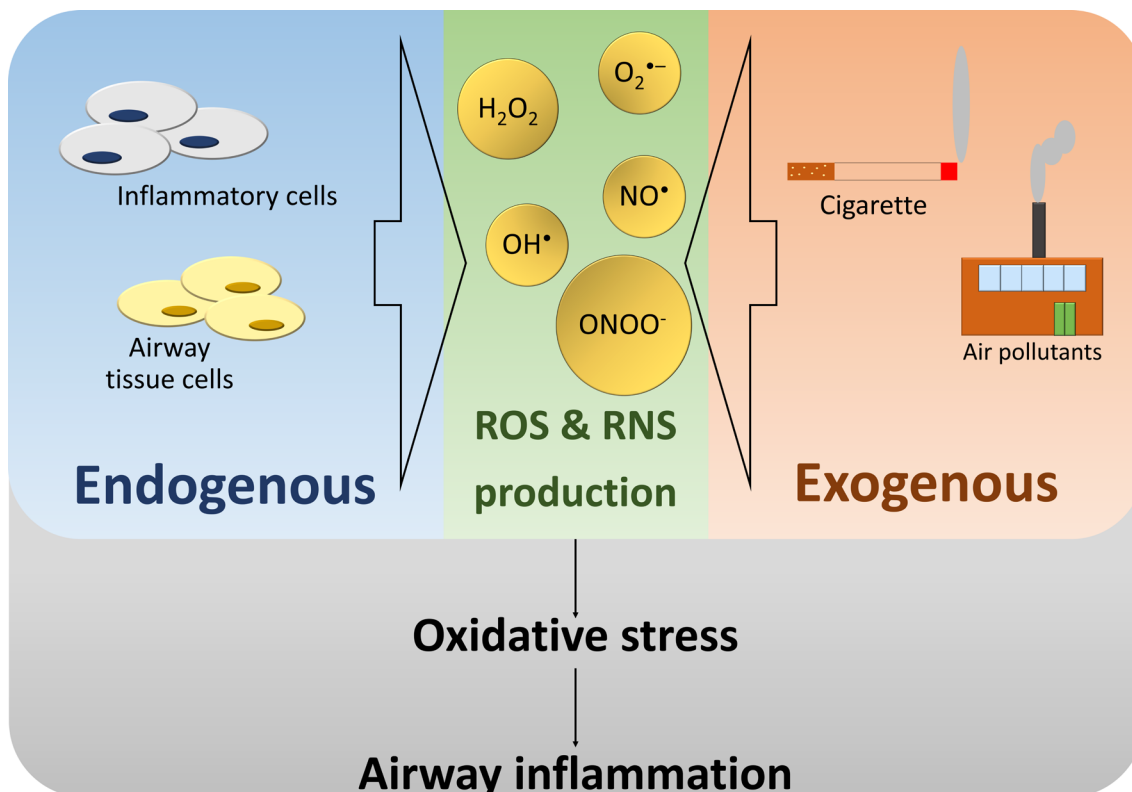 Inflammatory cells
Airway
tissue cells
Endogenous
H₂O₂
O₂•−
NO•
OH•
ONOO⁻
ROS & RNS
production
Cigarette
Air pollutants
Exogenous
Oxidative stress
Airway inflammation